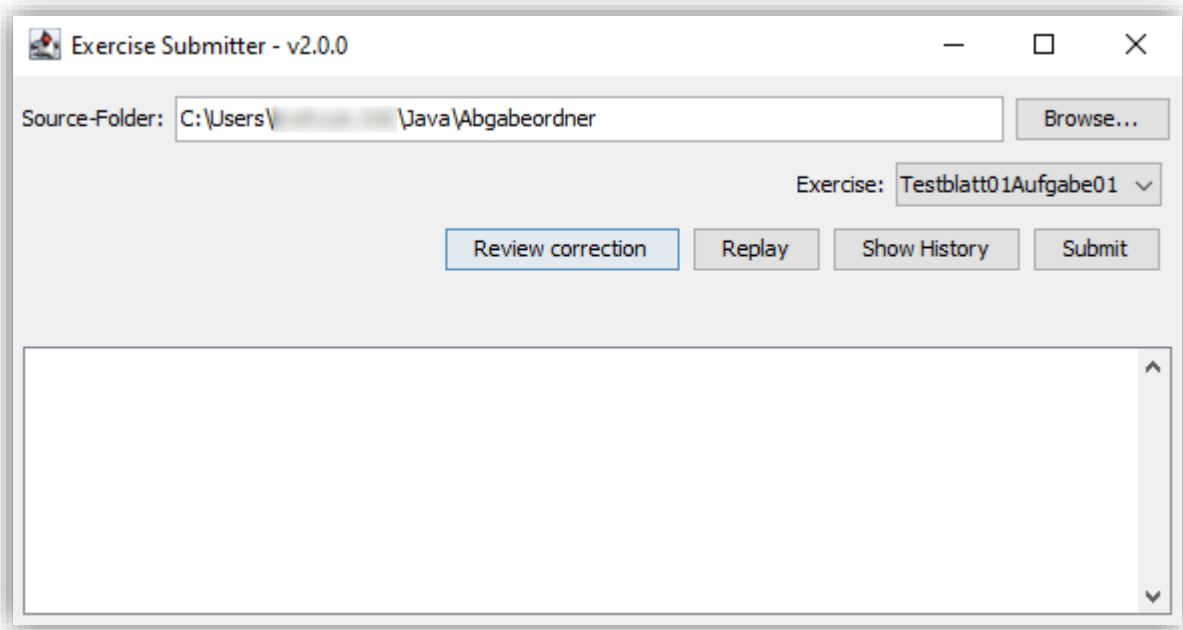 Exercise Submitter - v2.0.0
Source-Folder: C:\Users\ \Java\Abgabeordner Browse...
Exercise: Testblatt01Aufgabe01
Review correction Replay Show History Submit